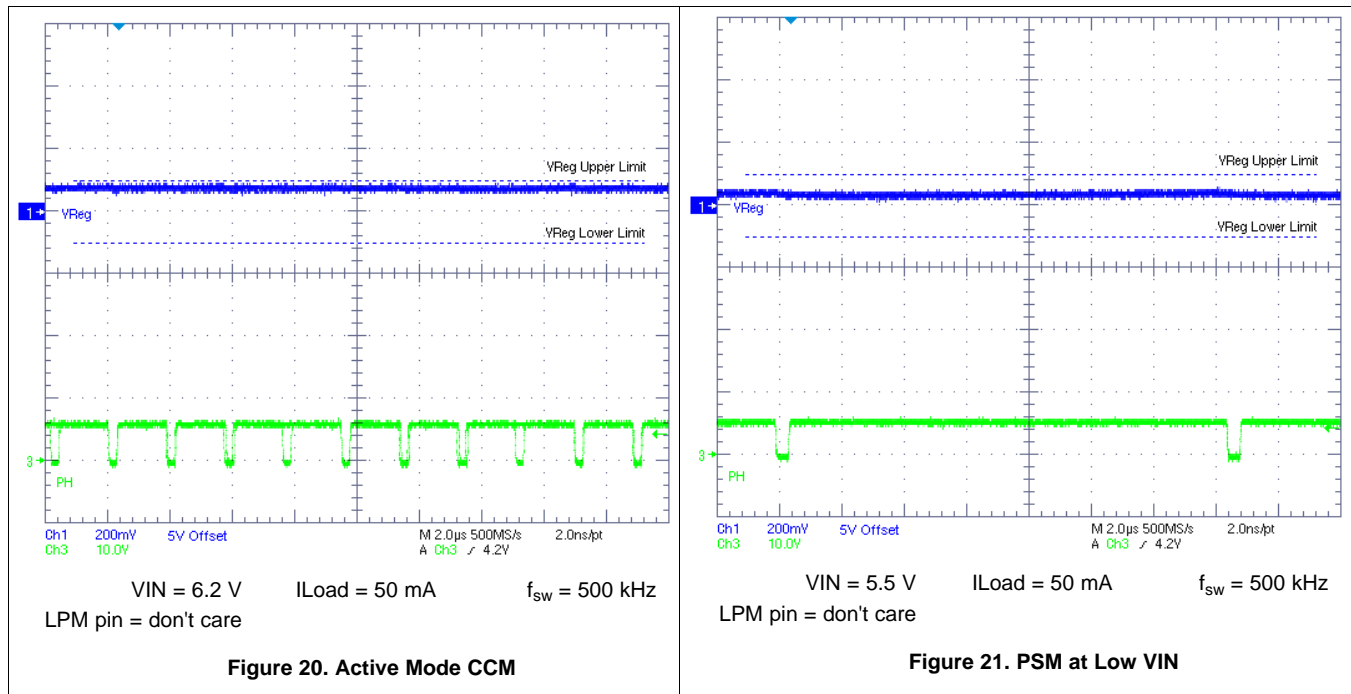 VReg Upper Limit
1
VReg
VReg Lower Limit
3
PH
Ch1 200mV 5V Offset M 2.0µs 500MS/s 2.0ns/pt
Ch3 10.0V A Ch3 ∕ 4.2V
VIN = 6.2 V ILoad = 50 mA fsw = 500 kHz
LPM pin = don't care
Figure 20. Active Mode CCM
VReg Upper Limit
1
VReg
VReg Lower Limit
3
PH
Ch1 200mV 5V Offset M 2.0µs 500MS/s 2.0ns/pt
Ch3 10.0V A Ch3 ∕ 4.2V
VIN = 5.5 V ILoad = 50 mA fsw = 500 kHz
LPM pin = don't care
Figure 21. PSM at Low VIN